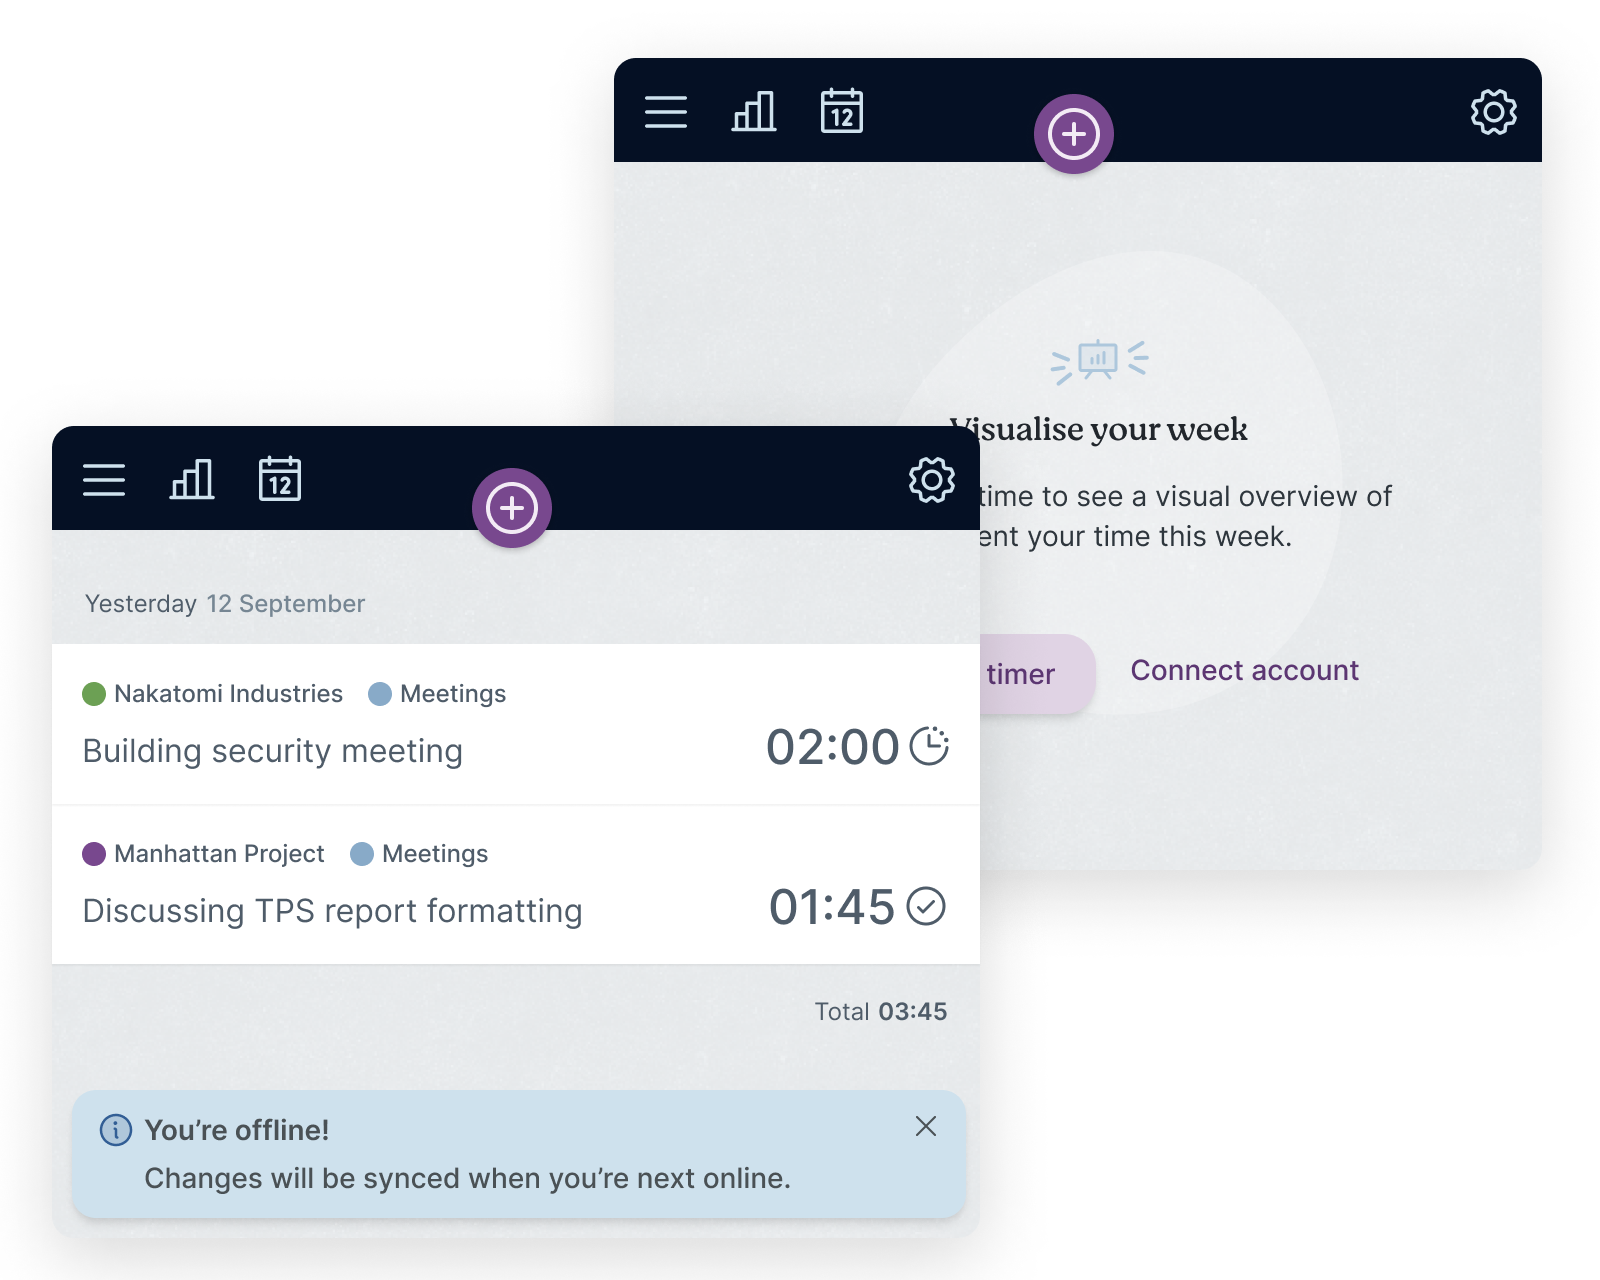 12
Visualise your week
time to see a visual overview of
your time this week.
timer
Connect account
12
Yesterday 12 September
Nakatomi Industries Meetings
Building security meeting 02:00
Manhattan Project Meetings
Discussing TPS report formatting 01:45
Total 03:45
You’re offline!
Changes will be synced when you’re next online.